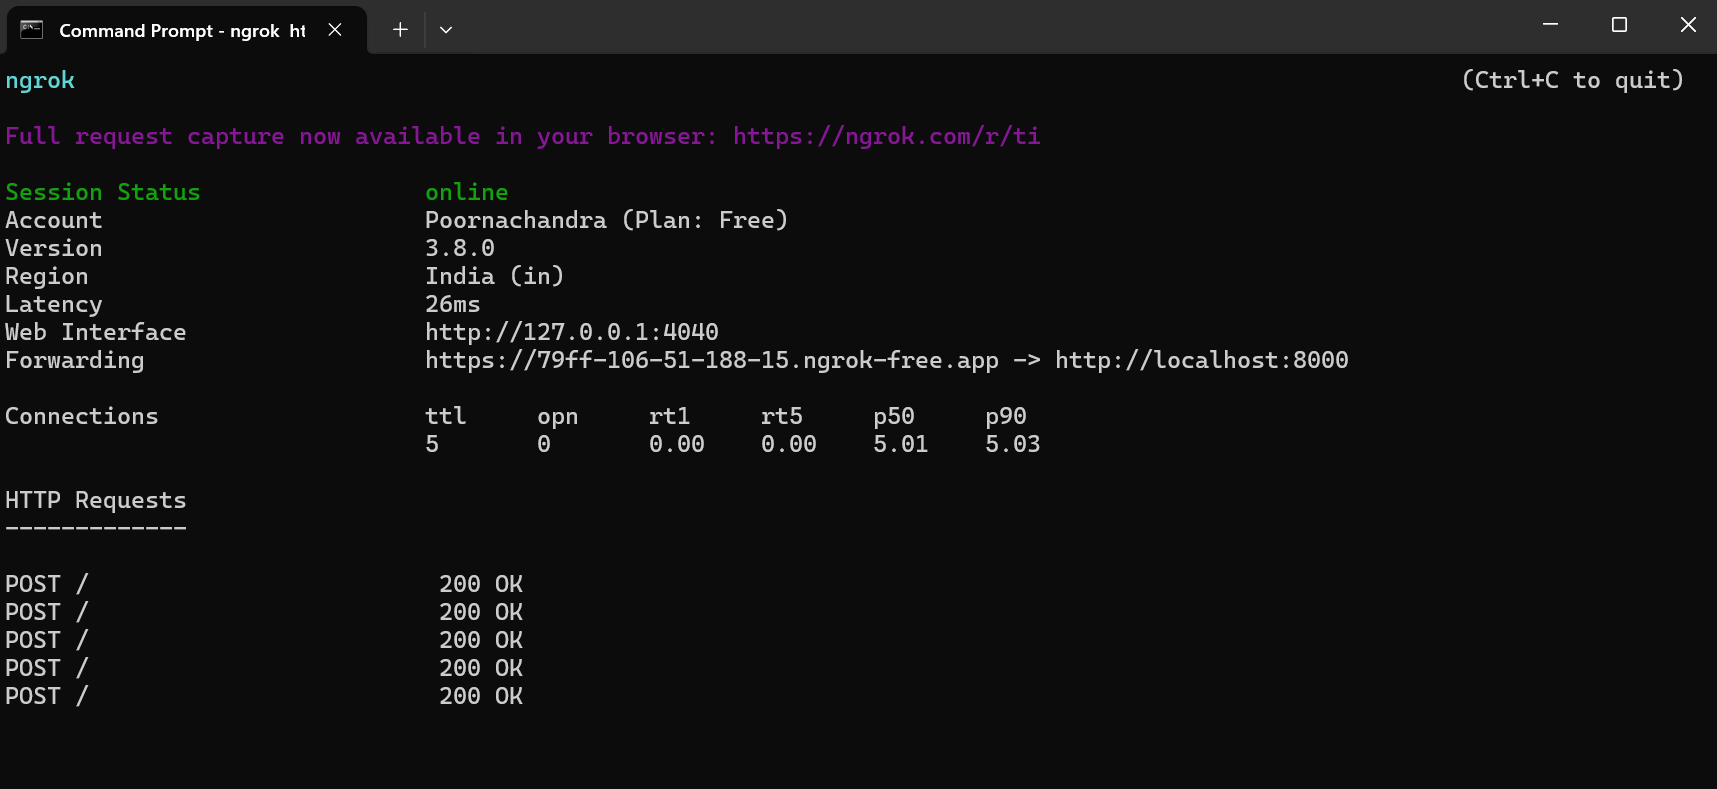 Command Prompt - ngrok  ht
ngrok (Ctrl+C to quit)
Full request capture now available in your browser: https://ngrok.com/r/ti
Session Status online
Account Poornachandra (Plan: Free)
Version 3.8.0
Region India (in)
Latency 26ms
Web Interface http://127.0.0.1:4040
Forwarding https://79ff-106-51-188-15.ngrok-free.app -> http://localhost:8000
Connections ttl opn rt1 rt5 p50 p90
5 0 0.00 0.00 5.01 5.03
HTTP Requests
-------------
POST / 200 OK
POST / 200 OK
POST / 200 OK
POST / 200 OK
POST / 200 OK